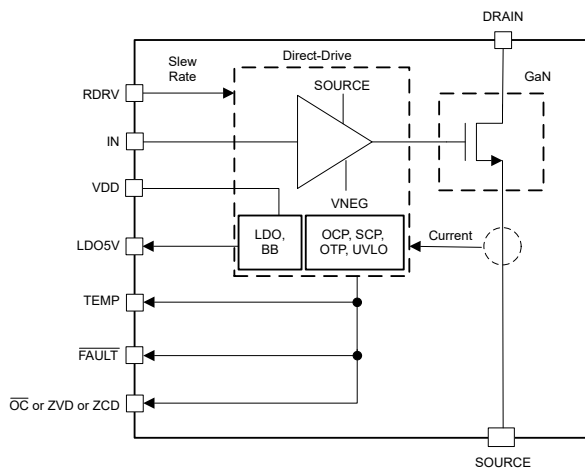 DRAIN
Slew
Rate
Direct-Drive
GaN
RDRV
SOURCE
IN
VDD
VNEG
LDO5V
LDO,
BB
OCP, SCP,
OTP, UVLO
Current
TEMP
FAULT
OC or ZVD or ZCD
SOURCE